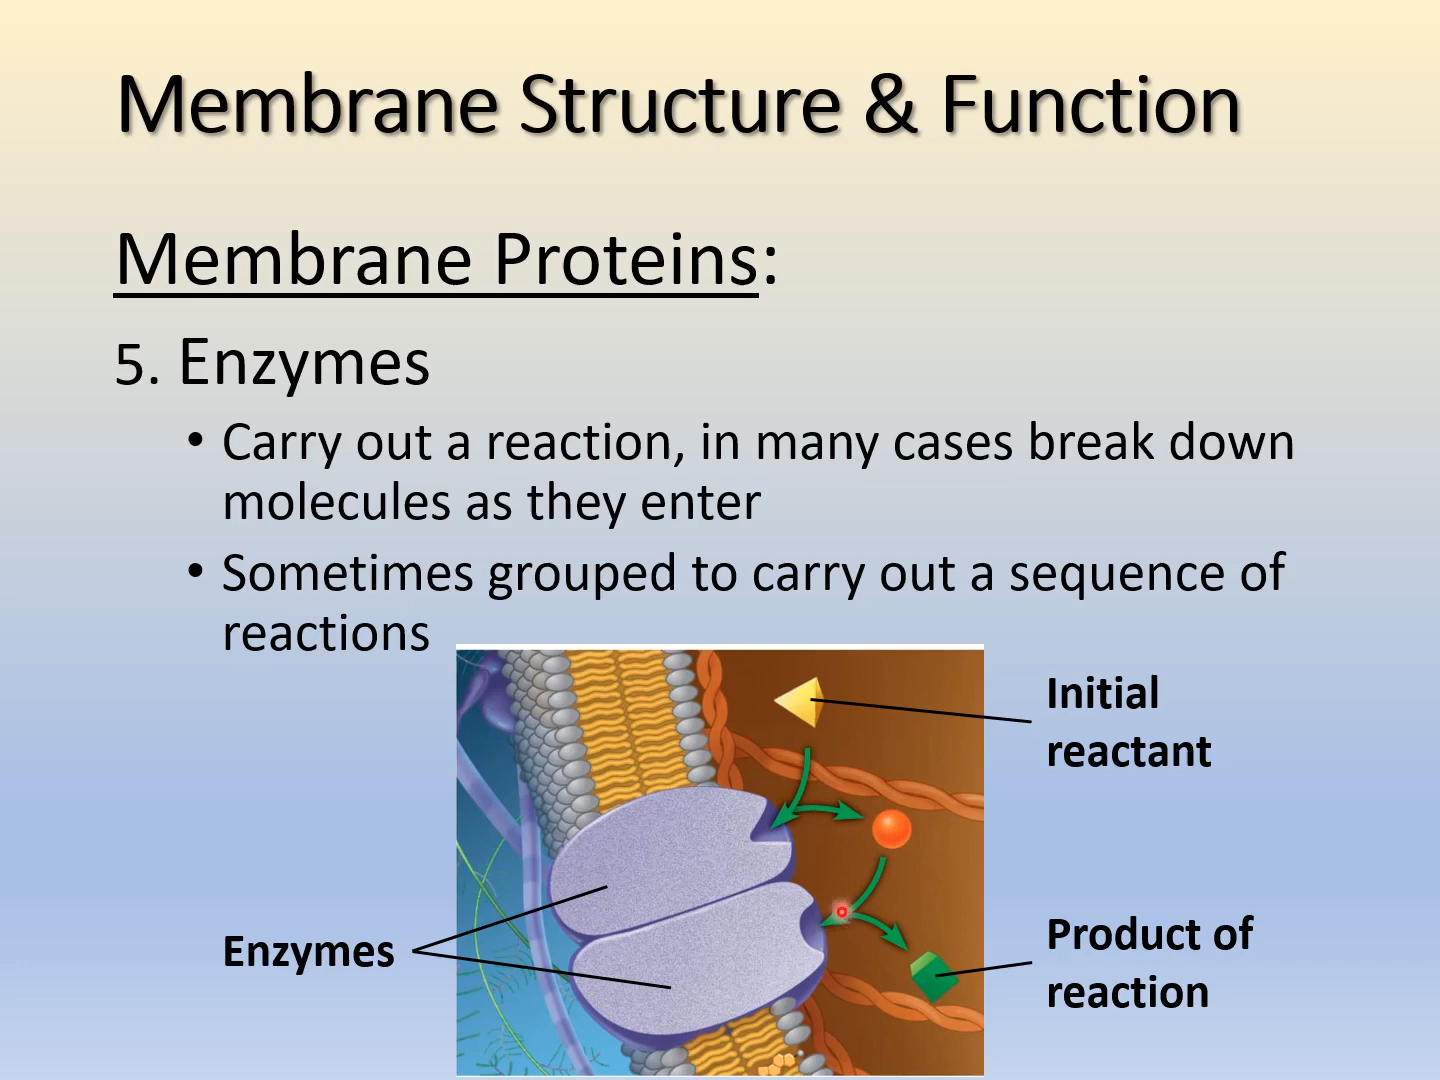 Membrane Structure & Function
Membrane Proteins:
5. Enzymes
• Carry out a reaction, in many cases break down
molecules as they enter
• Sometimes grouped to carry out a sequence of
reactions
Initial
reactant
Enzymes
Product of
reaction